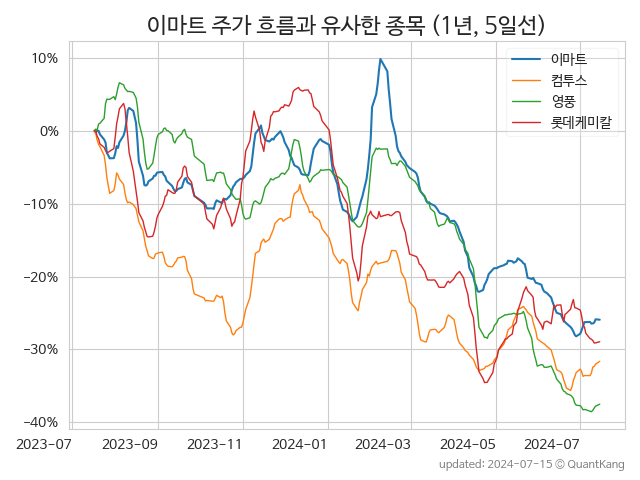 이마트 주가 흐름과 유사한 종목 (1년, 5일선)
이마트
컴투스
영풍
롯데케미칼
10%
0%
−10%
−20%
−30%
−40%
2023-07
2023-09
2023-11
2024-01
2024-03
2024-05
2024-07
updated: 2024-07-15 © QuantKang